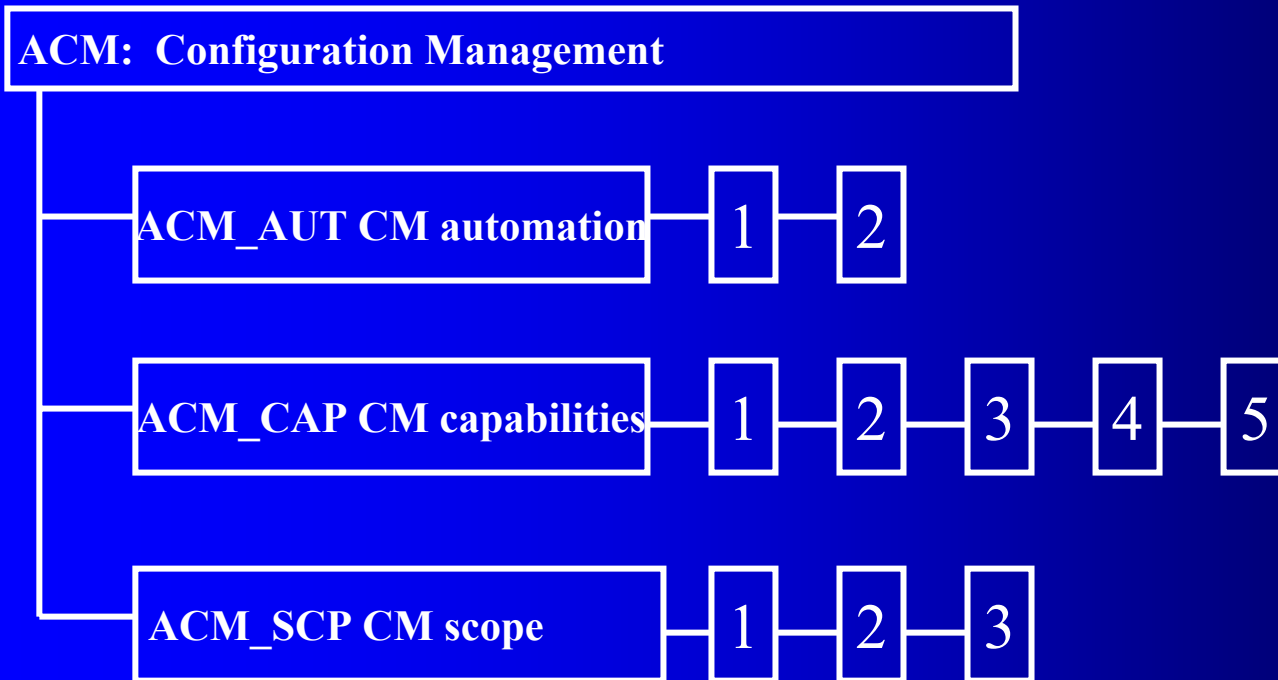 ACM: Configuration Management
ACM_AUT CM automation 1 2
ACM_CAP CM capabilities 1 2 3 4 5
ACM_SCP CM scope 1 2 3